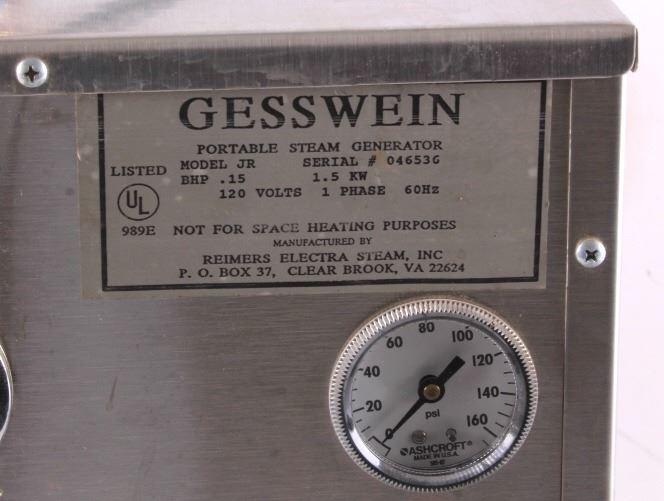 GESSWEIN
PORTABLE STEAM GENERATOR
MODEL JR SERIAL # 04653G
LISTED
BHP .15 1.5 KW
UL
120 VOLTS 1 PHASE 60Hz
989E NOT FOR SPACE HEATING PURPOSES
MANUFACTURED BY
REIMERS ELECTRA STEAM, INC
P. O. BOX 37, CLEAR BROOK, VA 22624
0 20 40 60 80 100 120 140 160
psi
ASHCROFT®
MADE IN U.S.A.